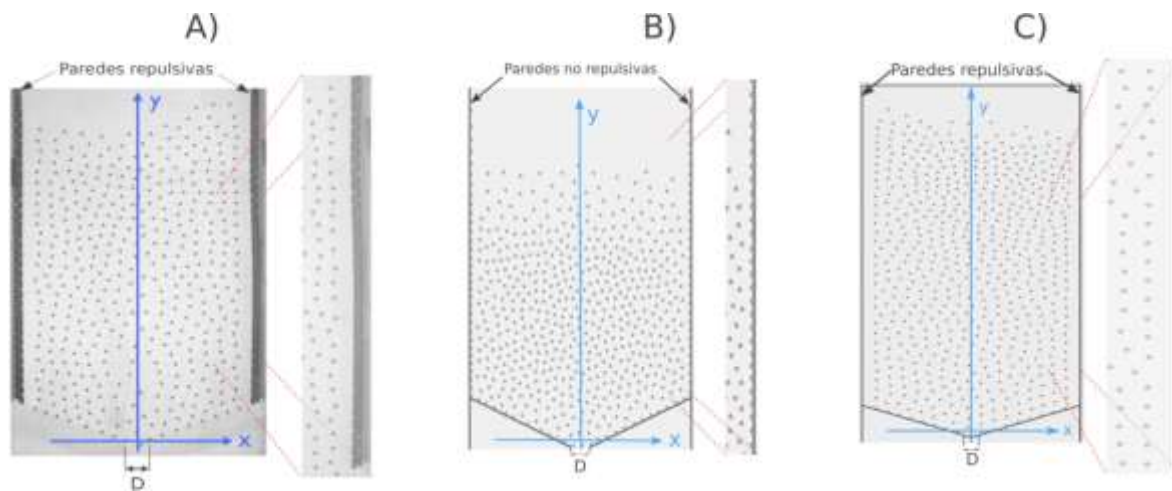 A)
B)
C)
Paredes repulsivas
Paredes no repulsivas
Paredes repulsivas
y
y
y
x
x
x
D
D
D